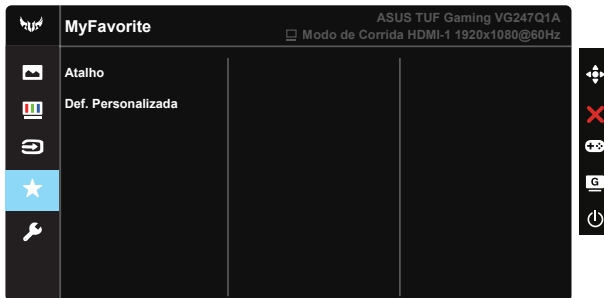 MyFavorite
ASUS TUF Gaming VG247Q1A
Modo de Corrida HDMI-1 1920x1080@60Hz
Atalho
Def. Personalizada
G